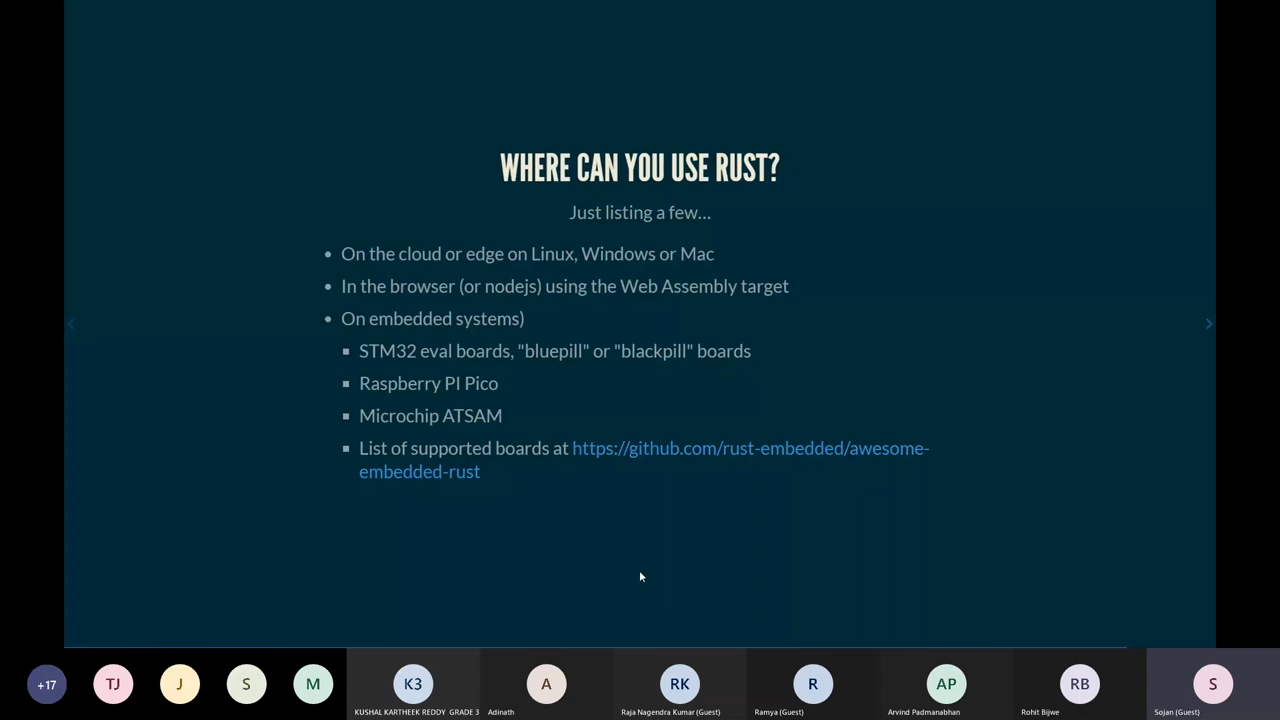 WHERE CAN YOU USE RUST?
Just listing a few...
• On the cloud or edge on Linux, Windows or Mac
• In the browser (or nodejs) using the Web Assembly target
• On embedded systems)
▪ STM32 eval boards, "bluepill" or "blackpill" boards
▪ Raspberry PI Pico
▪ Microchip ATSAM
▪ List of supported boards at https://github.com/rust-embedded/awesome-
embedded-rust
+17 TJ J S M K3 A RK R AP RB S
KUSHAL KARTHEEK REDDY GRADE 3 Adinath Raja Nagendra Kumar (Guest) Ramya (Guest) Arvind Padmanabhan Rohit Bijwe Sojan (Guest)